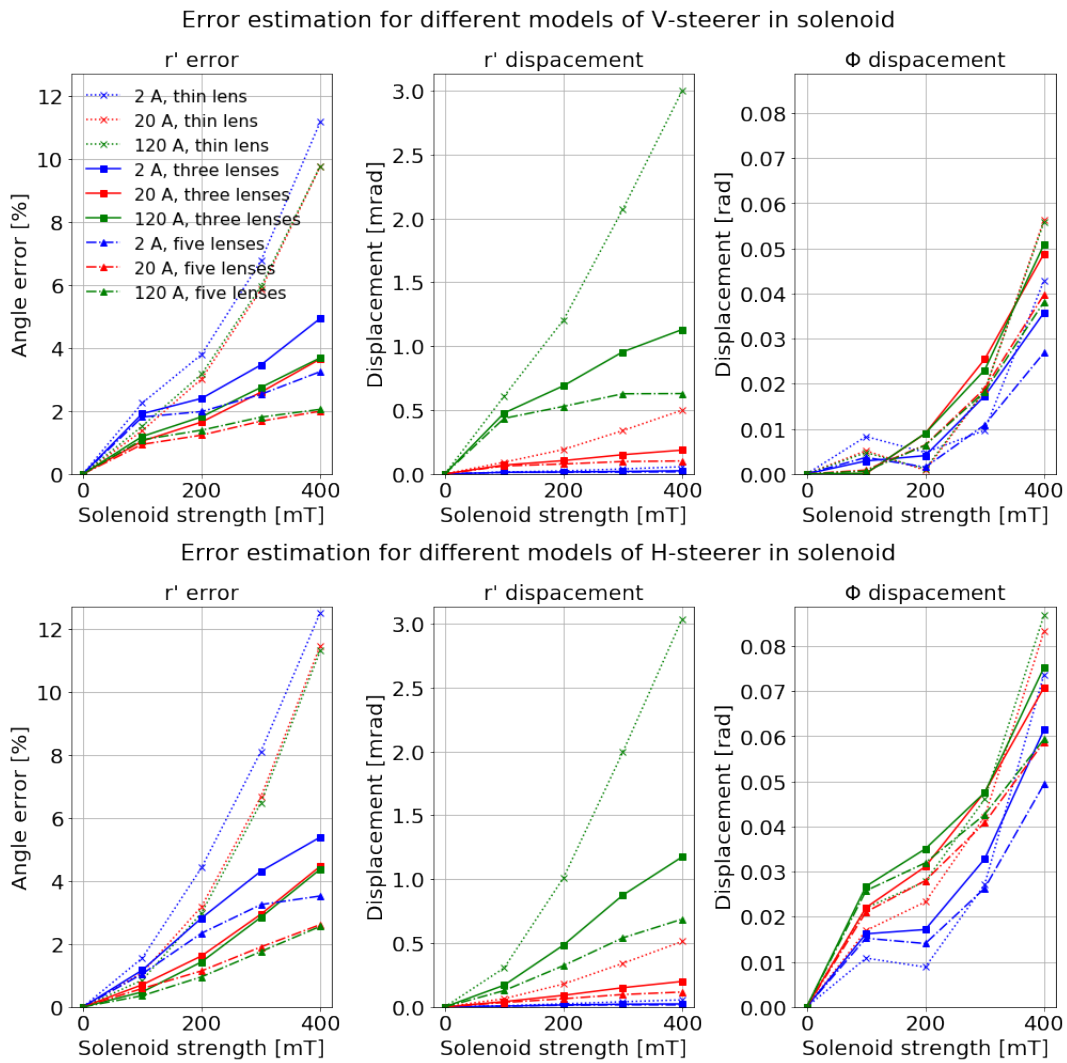 Error estimation for different models of V-steerer in solenoid
r' error
12
10
8
6
4
2
0
Angle error [%]
2 A, thin lens
20 A, thin lens
120 A, thin lens
2 A, three lenses
20 A, three lenses
120 A, three lenses
2 A, five lenses
20 A, five lenses
120 A, five lenses
0 200 400
Solenoid strength [mT]
r' dispacement
3.0
2.5
2.0
1.5
1.0
0.5
0.0
Displacement [mrad]
0 200 400
Solenoid strength [mT]
Φ dispacement
0.08
0.07
0.06
0.05
0.04
0.03
0.02
0.01
0.00
Displacement [rad]
0 200 400
Solenoid strength [mT]
Error estimation for different models of H-steerer in solenoid
r' error
12
10
8
6
4
2
0
Angle error [%]
0 200 400
Solenoid strength [mT]
r' dispacement
3.0
2.5
2.0
1.5
1.0
0.5
0.0
Displacement [mrad]
0 200 400
Solenoid strength [mT]
Φ dispacement
0.08
0.07
0.06
0.05
0.04
0.03
0.02
0.01
0.00
Displacement [rad]
0 200 400
Solenoid strength [mT]